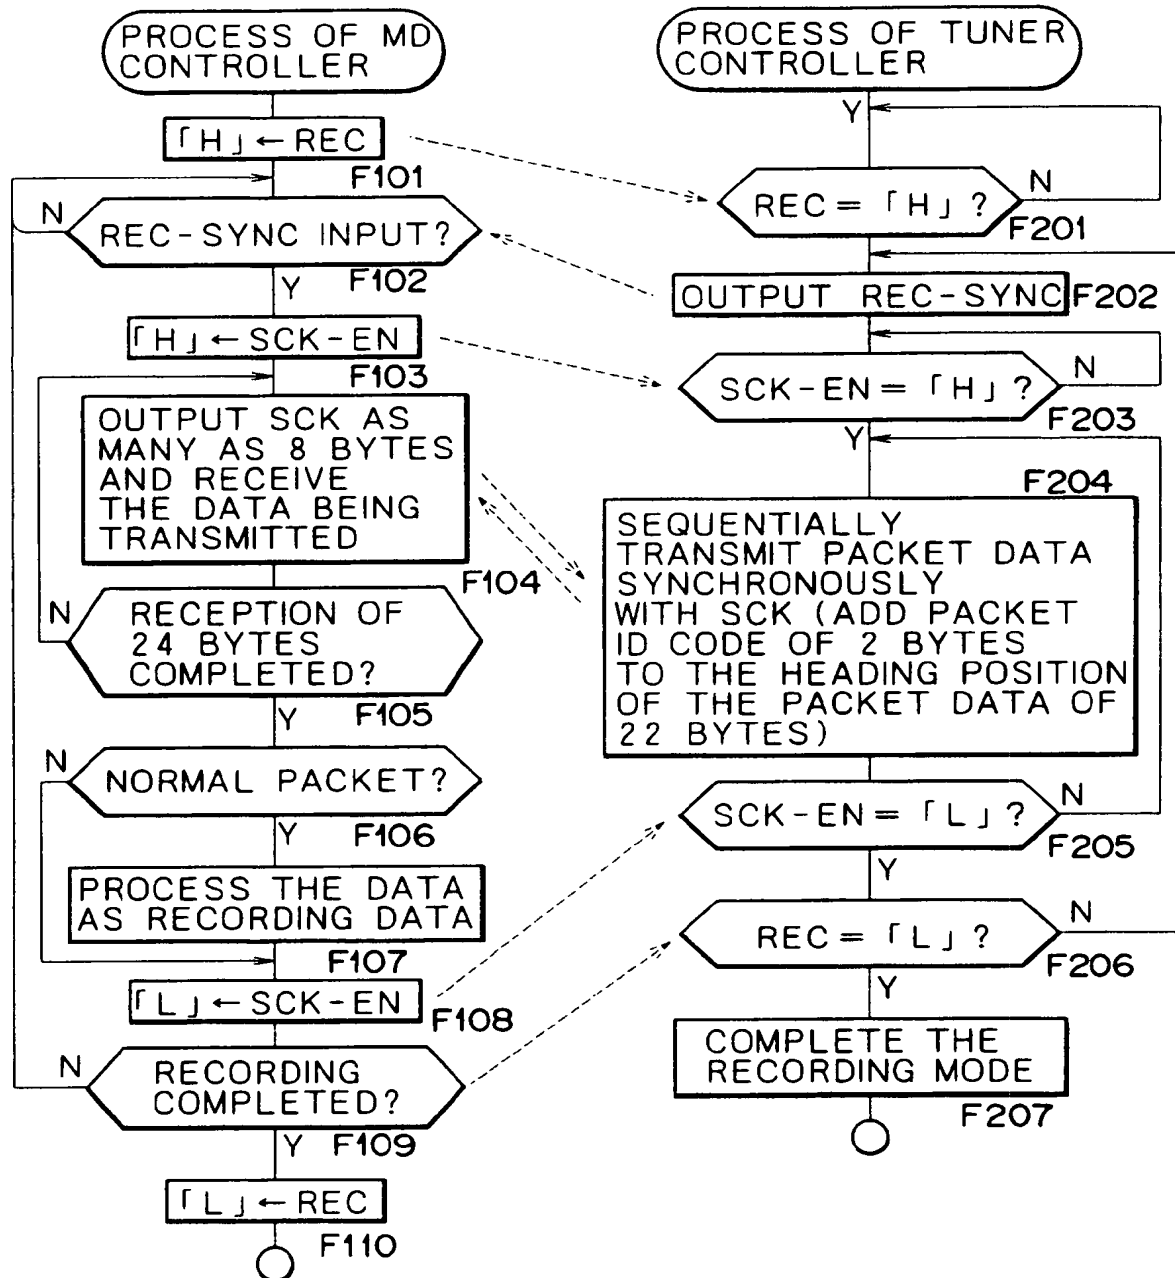 PROCESS OF MD
CONTROLLER
「H」←REC
F101
N
REC-SYNC INPUT?
Y
F102
「H」←SCK-EN
F103
OUTPUT SCK AS
MANY AS 8 BYTES
AND RECEIVE
THE DATA BEING
TRANSMITTED
F104
N
RECEPTION OF
24 BYTES
COMPLETED?
Y
F105
N
NORMAL PACKET?
Y
F106
PROCESS THE DATA
AS RECORDING DATA
F107
「L」←SCK-EN
F108
N
RECORDING
COMPLETED?
Y
F109
「L」←REC
F110
PROCESS OF TUNER
CONTROLLER
Y
REC=「H」?
N
F201
OUTPUT REC-SYNC
F202
SCK-EN=「H」?
N
F203
Y
F204
SEQUENTIALLY
TRANSMIT PACKET DATA
SYNCHRONOUSLY
WITH SCK (ADD PACKET
ID CODE OF 2 BYTES
TO THE HEADING POSITION
OF THE PACKET DATA OF
22 BYTES)
SCK-EN=「L」?
N
F205
Y
REC=「L」?
N
F206
Y
COMPLETE THE
RECORDING MODE
F207